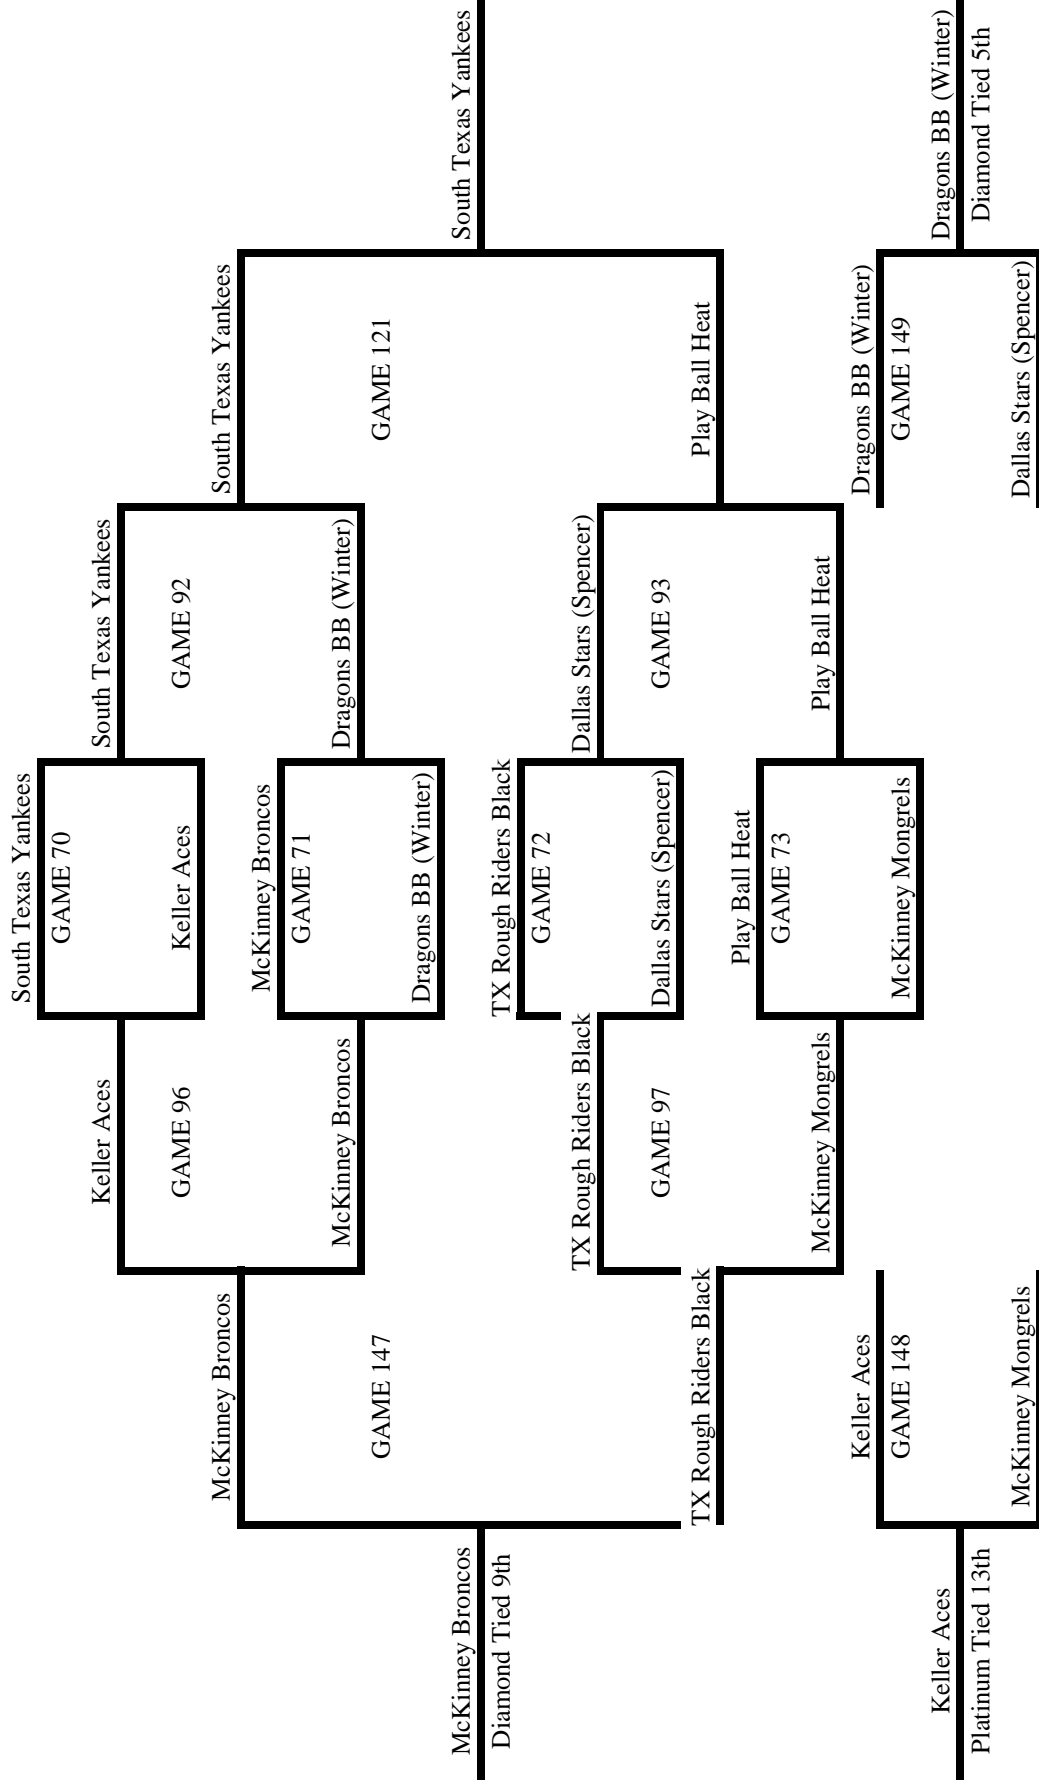 South Texas Yankees
GAME 70
Keller Aces
McKinney Broncos
GAME 71
Dragons BB (Winter)
TX Rough Riders Black
GAME 72
Dallas Stars (Spencer)
Play Ball Heat
GAME 73
McKinney Mongrels
South Texas Yankees
GAME 92
Dragons BB (Winter)
Dallas Stars (Spencer)
GAME 93
Play Ball Heat
South Texas Yankees
GAME 121
Play Ball Heat
South Texas Yankees
Dragons BB (Winter)
GAME 149
Dallas Stars (Spencer)
Dragons BB (Winter)
Diamond Tied 5th
Keller Aces
GAME 96
McKinney Broncos
TX Rough Riders Black
GAME 97
McKinney Mongrels
McKinney Broncos
GAME 147
TX Rough Riders Black
McKinney Broncos
Diamond Tied 9th
Keller Aces
GAME 148
McKinney Mongrels
Keller Aces
Platinum Tied 13th